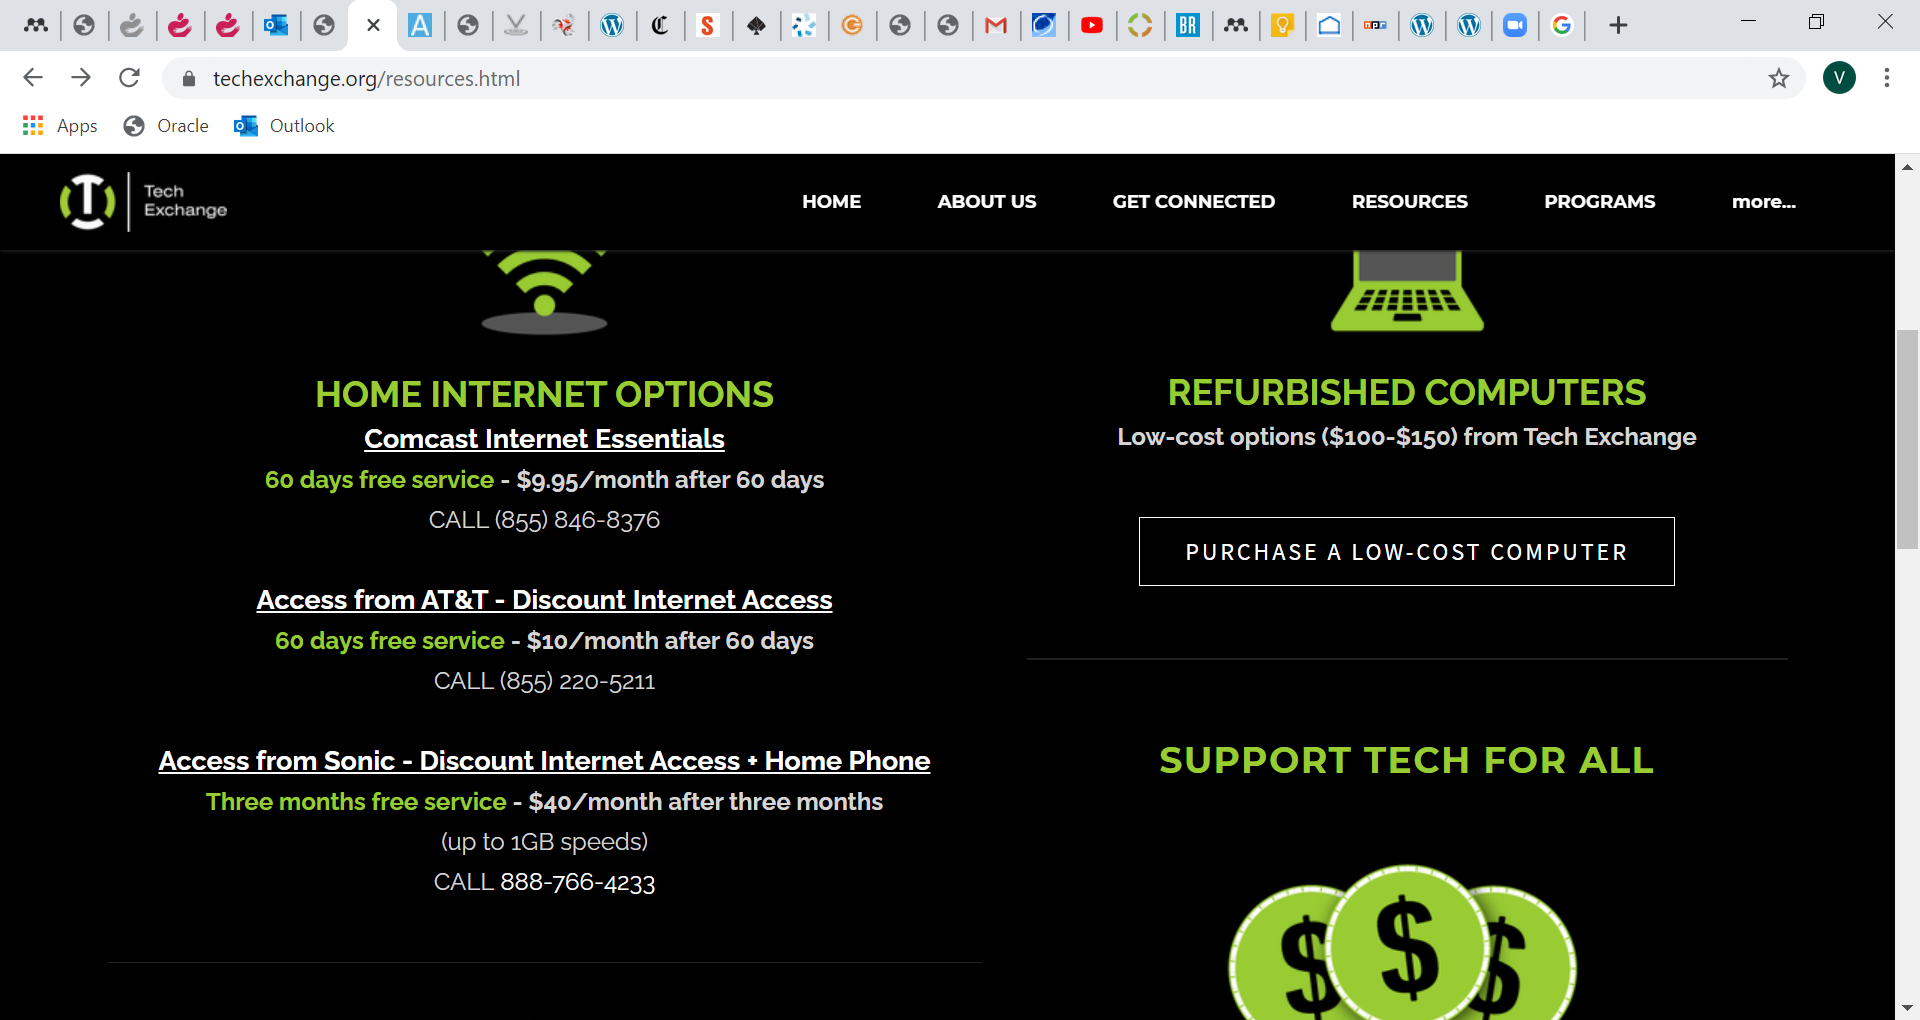 techexchange.org/resources.html
V
Apps
Oracle
Outlook
T
Tech
Exchange
HOME
ABOUT US
GET CONNECTED
RESOURCES
PROGRAMS
more...
HOME INTERNET OPTIONS
Comcast Internet Essentials
60 days free service - $9.95/month after 60 days
CALL (855) 846-8376
Access from AT&T - Discount Internet Access
60 days free service - $10/month after 60 days
CALL (855) 220-5211
Access from Sonic - Discount Internet Access + Home Phone
Three months free service - $40/month after three months
(up to 1GB speeds)
CALL 888-766-4233
REFURBISHED COMPUTERS
Low-cost options ($100-$150) from Tech Exchange
PURCHASE A LOW-COST COMPUTER
SUPPORT TECH FOR ALL
$ $ $